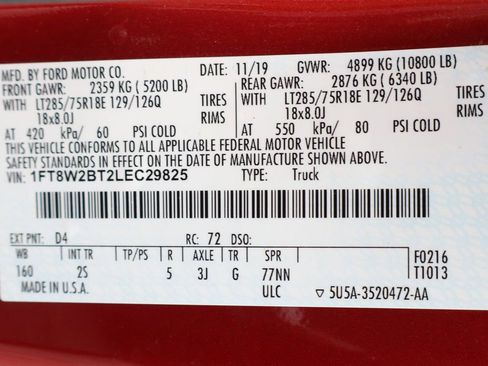 MFD. BY FORD MOTOR CO. DATE: 11/19 GVWR: 4899 KG (10800 LB)
FRONT GAWR: 2359 KG ( 5200 LB) REAR GAWR: 2876 KG ( 6340 LB)
WITH LT285/75R18E 129/126Q TIRES WITH LT285/75R18E 129/126Q TIRES
18x8.0J RIMS 18x8.0J RIMS
AT 420 kPa/ 60 PSI COLD AT 550 kPa/ 80 PSI COLD
THIS VEHICLE CONFORMS TO ALL APPLICABLE FEDERAL MOTOR VEHICLE
SAFETY STANDARDS IN EFFECT ON THE DATE OF MANUFACTURE SHOWN ABOVE.
VIN: 1FT8W2BT2LEC29825 TYPE: Truck
EXT PNT: D4 RC: 72 DSO:
WB INT TR TP/PS R AXLE TR SPR F0216
160 2S 5 3J G 77NN T1013
MADE IN U.S.A. ULC ▽ 5U5A-3520472-AA